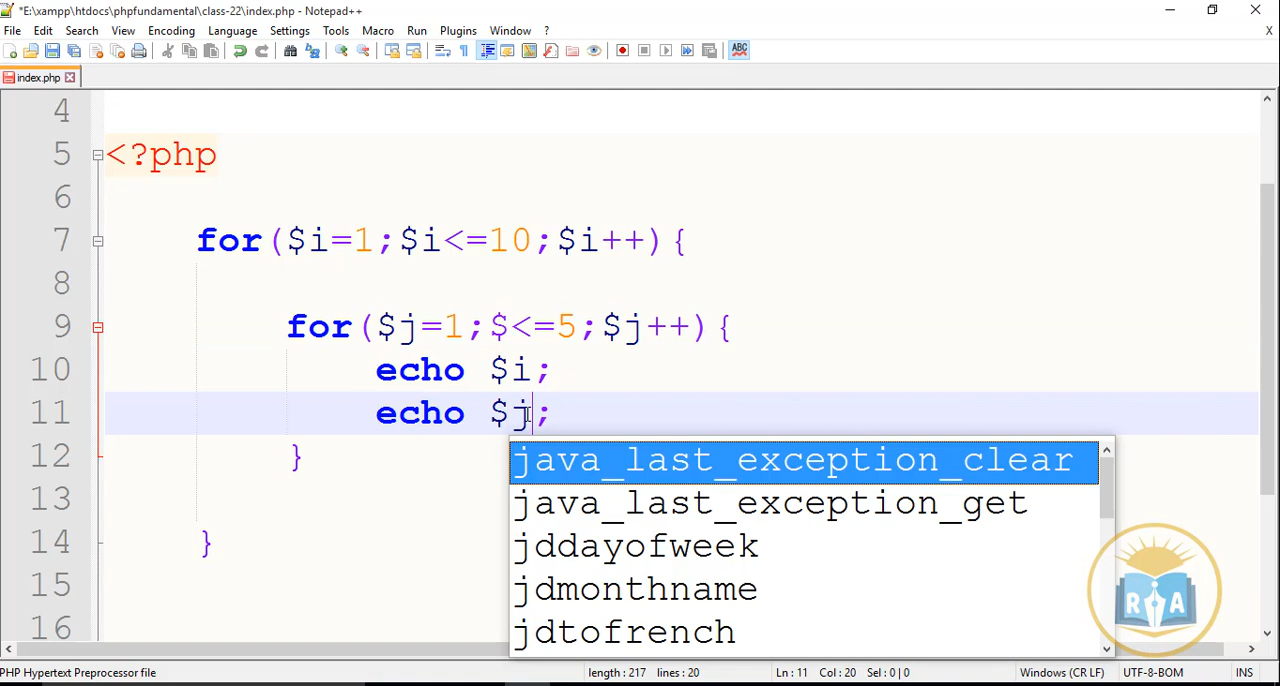 *E:\xampp\htdocs\phpfundamental\class-22\index.php - Notepad++
File Edit Search View Encoding Language Settings Tools Macro Run Plugins Window ? X
ABC
index.php
4
5 <?php
6
7 for($i=1;$i<=10;$i++){
8
9 for($j=1;$<=5;$j++){
10 echo $i;
11 echo $j;
java_last_exception_clear
12 }
java_last_exception_get
13
jddayofweek
14 }
jdmonthname
15
R A
jdtofrench
16
PHP Hypertext Preprocessor file length : 217 lines : 20 Ln : 11 Col : 20 Sel : 0 | 0 Windows (CR LF) UTF-8-BOM INS